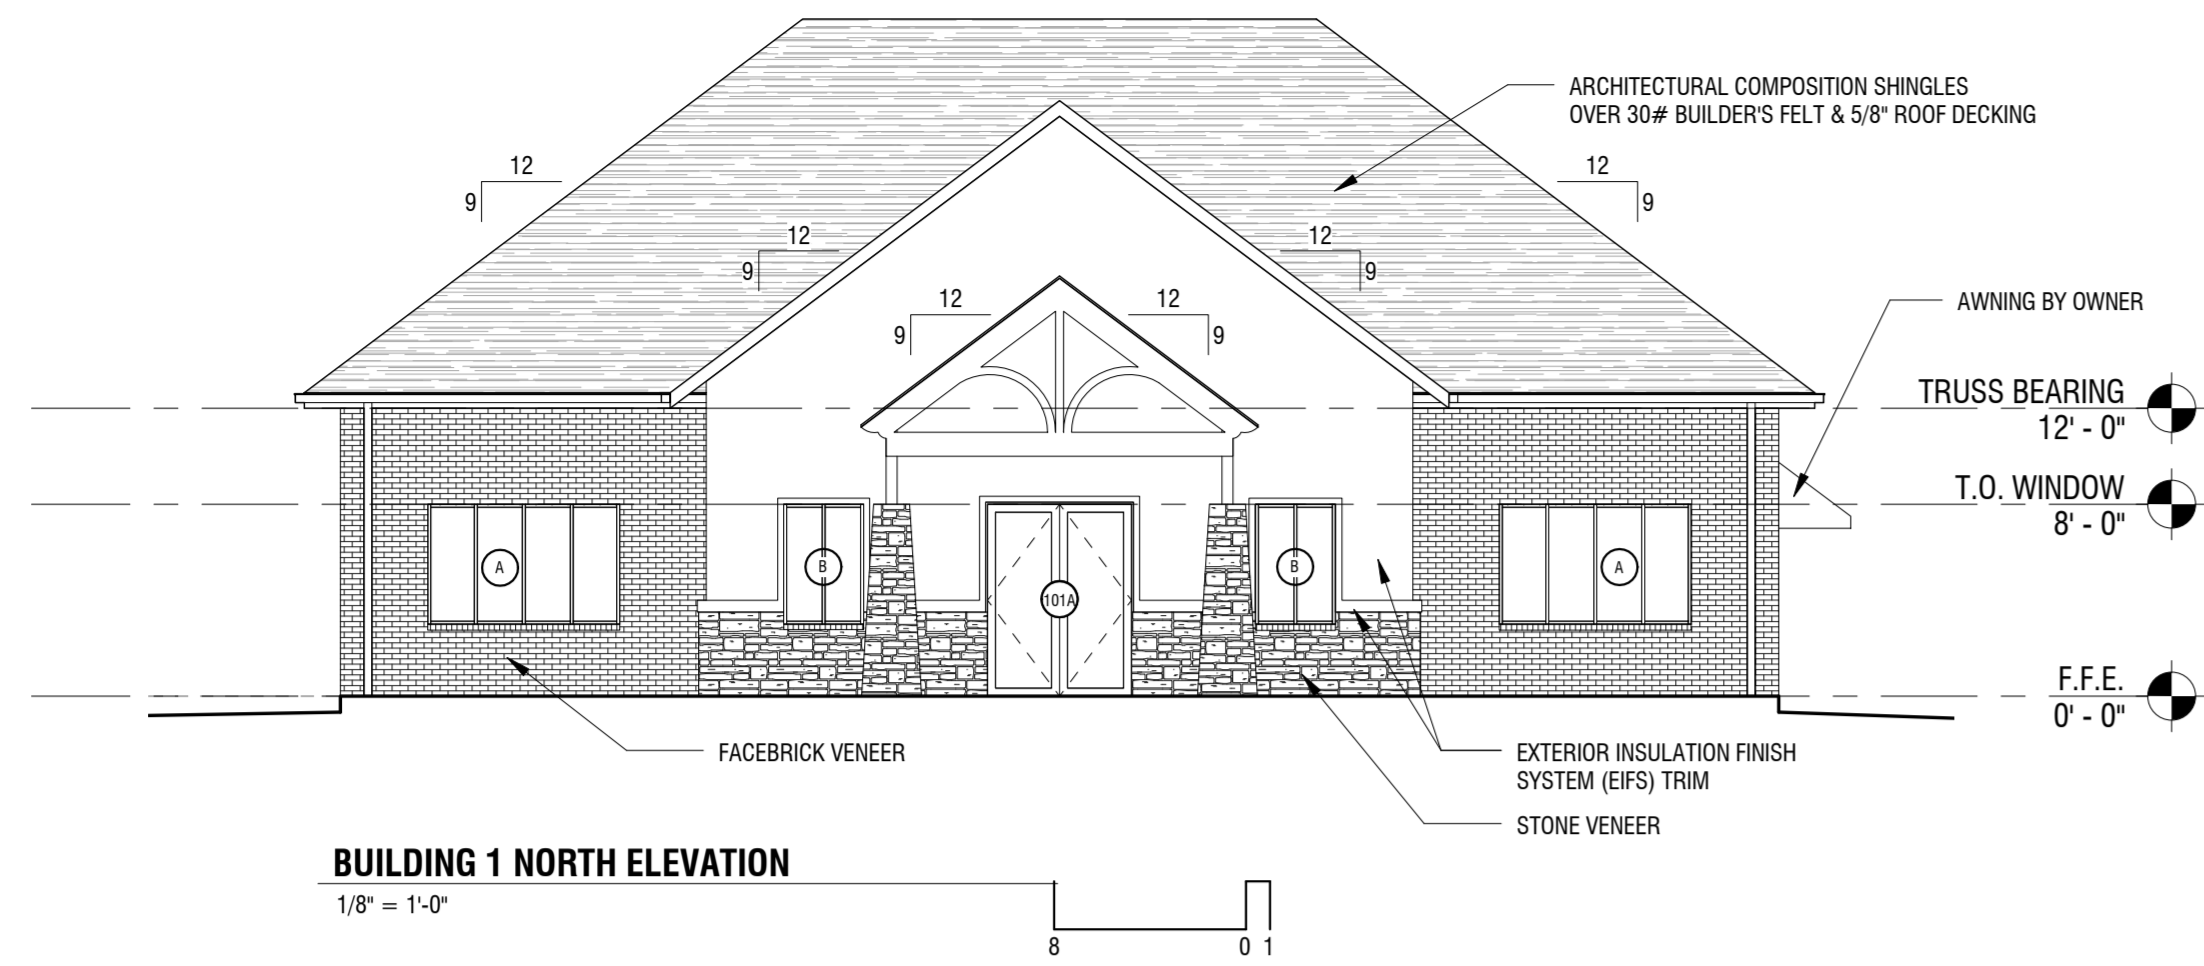 ARCHITECTURAL COMPOSITION SHINGLES
OVER 30# BUILDER'S FELT & 5/8" ROOF DECKING
12
9
12
9
12
9
12
9
12
9
12
9
AWNING BY OWNER
TRUSS BEARING
12' - 0"
T.O. WINDOW
8' - 0"
A
B
101A
B
A
F.F.E.
0' - 0"
FACEBRICK VENEER
EXTERIOR INSULATION FINISH
SYSTEM (EIFS) TRIM
STONE VENEER
BUILDING 1 NORTH ELEVATION
1/8" = 1'-0"
8 0 1